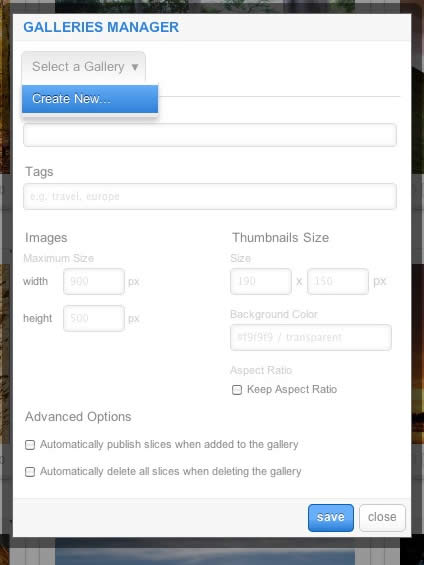 GALLERIES MANAGER
Select a Gallery ▼
Create New...
Tags
e.g. travel, europe
Images
Maximum Size
width 900 px
height 500 px
Thumbnails Size
Size
190 x 150 px
Background Color
#f9f9f9 / transparent
Aspect Ratio
Keep Aspect Ratio
Advanced Options
Automatically publish slices when added to the gallery
Automatically delete all slices when deleting the gallery
save close